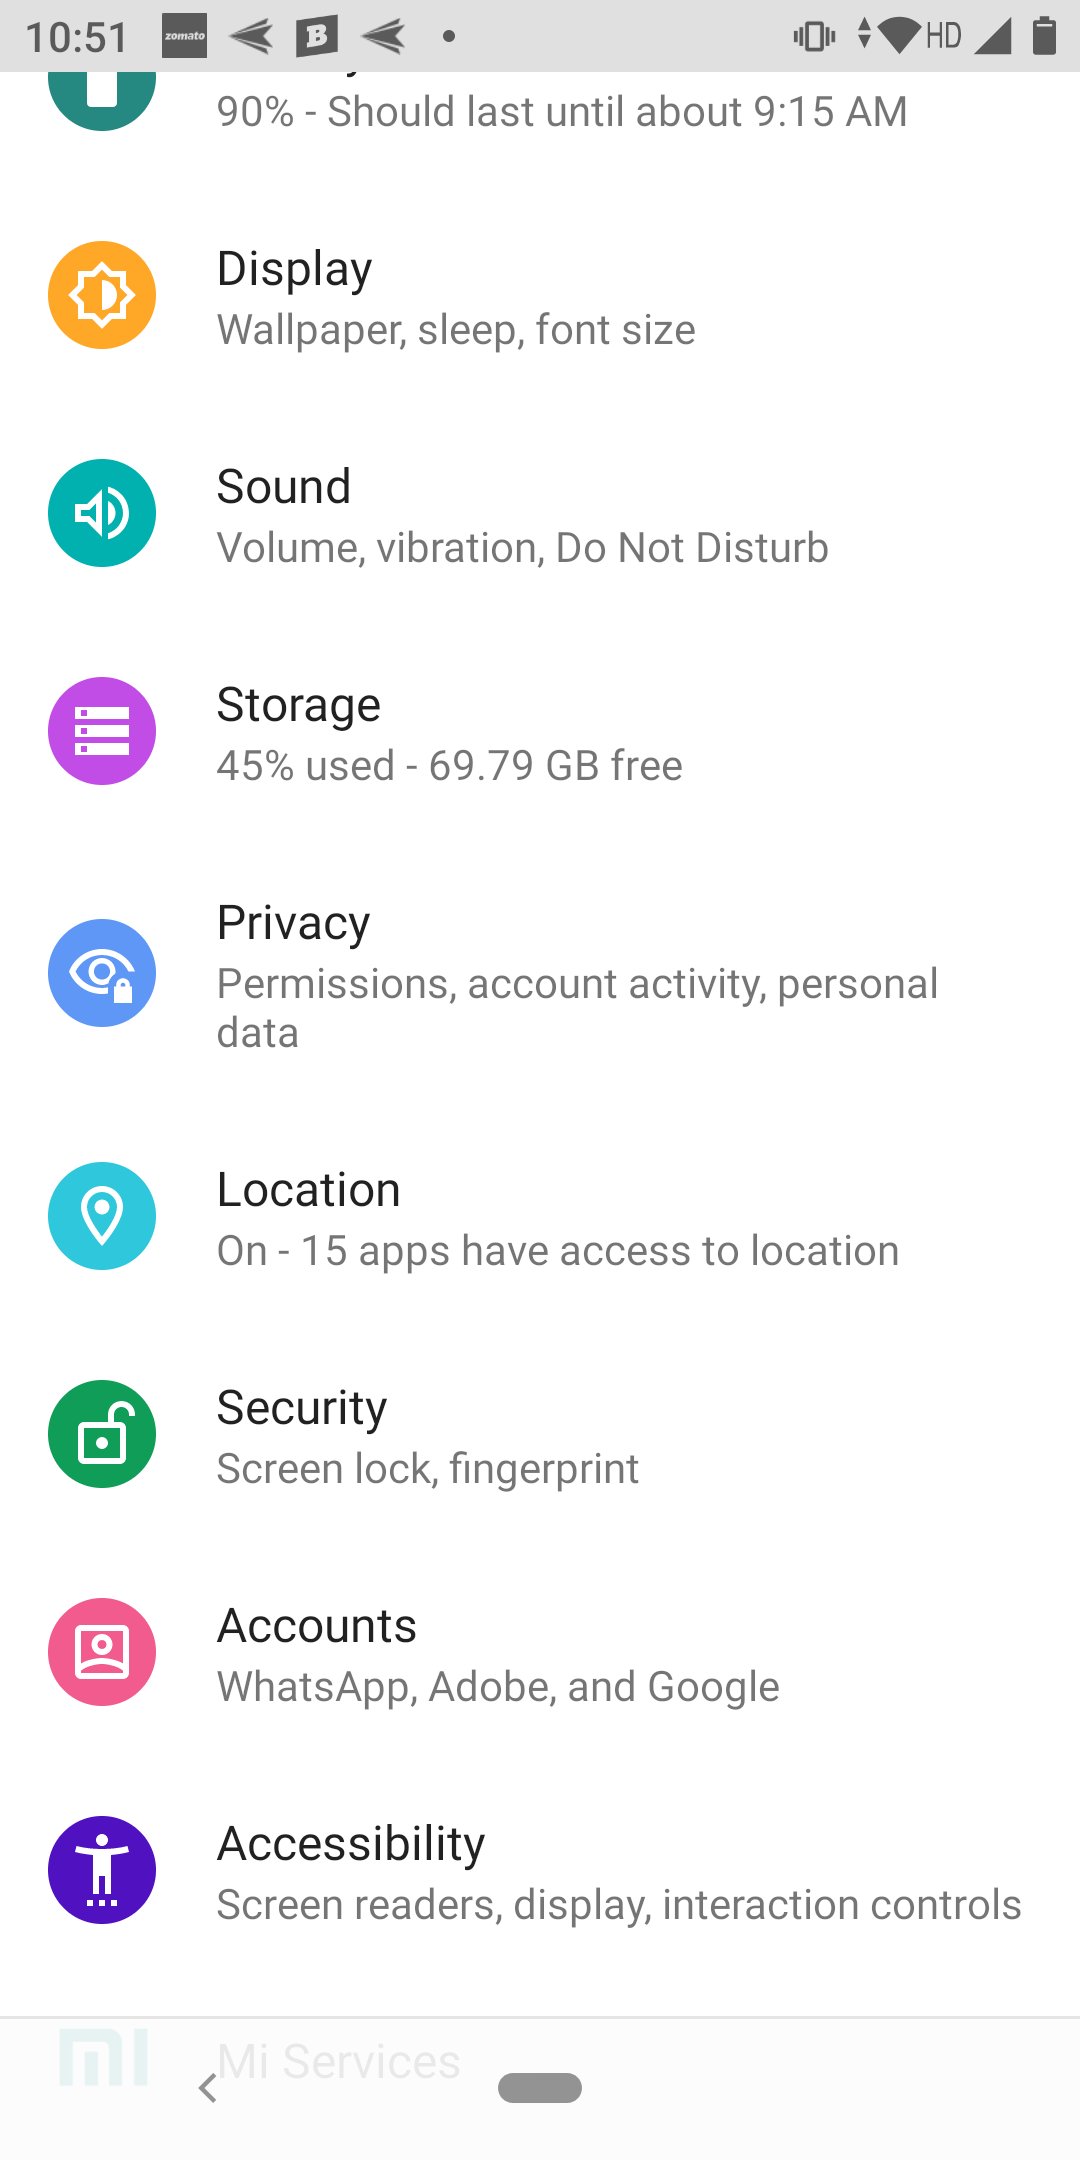 10:51 zomato B HD
90% - Should last until about 9:15 AM
Display
Wallpaper, sleep, font size
Sound
Volume, vibration, Do Not Disturb
Storage
45% used - 69.79 GB free
Privacy
Permissions, account activity, personal
data
Location
On - 15 apps have access to location
Security
Screen lock, fingerprint
Accounts
WhatsApp, Adobe, and Google
Accessibility
Screen readers, display, interaction controls
MI Mi Services